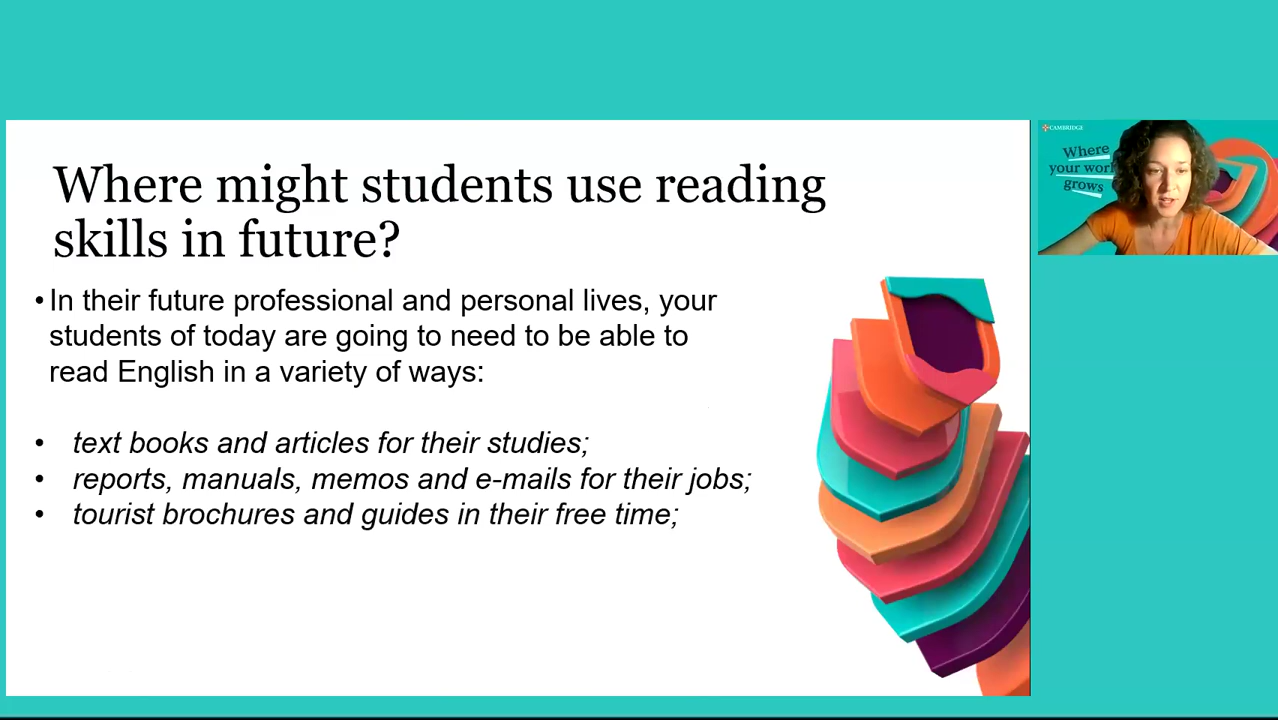 Where might students use reading
skills in future?
• In their future professional and personal lives, your
students of today are going to need to be able to
read English in a variety of ways:
• text books and articles for their studies;
• reports, manuals, memos and e-mails for their jobs;
• tourist brochures and guides in their free time;
CAMBRIDGE
Where
your worl
grows